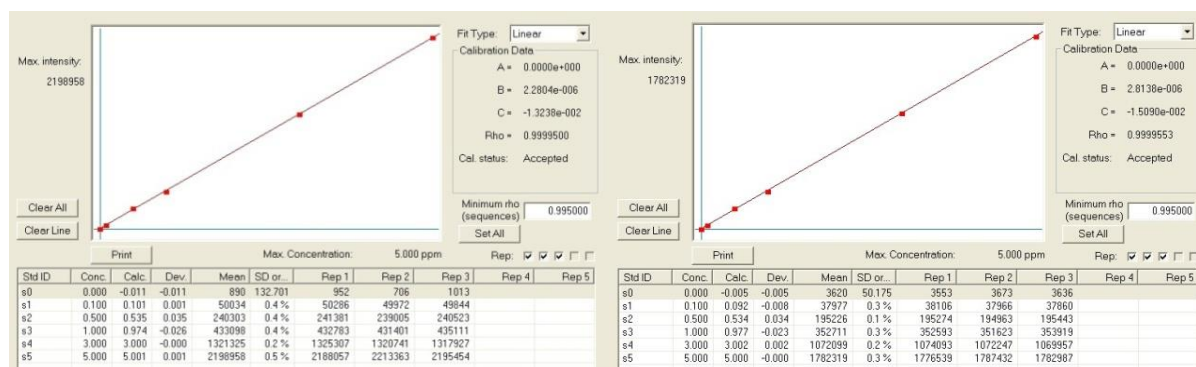 Max. intensity:
2198958
Clear All
Clear Line
Print
Max. Concentration: 5.000 ppm
Fit Type: Linear
Calibration Data
A = 0.0000e+000
B = 2.2804e-006
C = -1.3238e-002
Rho = 0.9999500
Cal. status: Accepted
Minimum rho
(sequences) 0.995000
Set All
Rep:
Std ID Conc. Calc. Dev. Mean SD or... Rep 1 Rep 2 Rep 3 Rep 4 Rep 5
s0 0.000 -0.011 -0.011 890 132.701 952 706 1013
s1 0.100 0.101 0.001 50034 0.4 % 50286 49972 49844
s2 0.500 0.535 0.035 240303 0.4 % 241381 239005 240523
s3 1.000 0.974 -0.026 433098 0.4 % 432783 431401 435111
s4 3.000 3.000 -0.000 1321325 0.2 % 1325307 1320741 1317927
s5 5.000 5.001 0.001 2198958 0.5 % 2188057 2213363 2195454
Max. intensity:
1782319
Clear All
Clear Line
Print
Max. Concentration: 5.000 ppm
Fit Type: Linear
Calibration Data
A = 0.0000e+000
B = 2.8138e-006
C = -1.5090e-002
Rho = 0.9999553
Cal. status: Accepted
Minimum rho
(sequences) 0.995000
Set All
Rep:
Std ID Conc. Calc. Dev. Mean SD or... Rep 1 Rep 2 Rep 3 Rep 4 Rep 5
s0 0.000 -0.005 -0.005 3620 50.175 3553 3673 3636
s1 0.100 0.092 -0.008 37977 0.3 % 38106 37966 37860
s2 0.500 0.534 0.034 195226 0.1 % 195274 194963 195443
s3 1.000 0.977 -0.023 352711 0.3 % 352593 351623 353919
s4 3.000 3.002 0.002 1072099 0.2 % 1074093 1072247 1069957
s5 5.000 5.000 -0.000 1782319 0.3 % 1776539 1787432 1782987